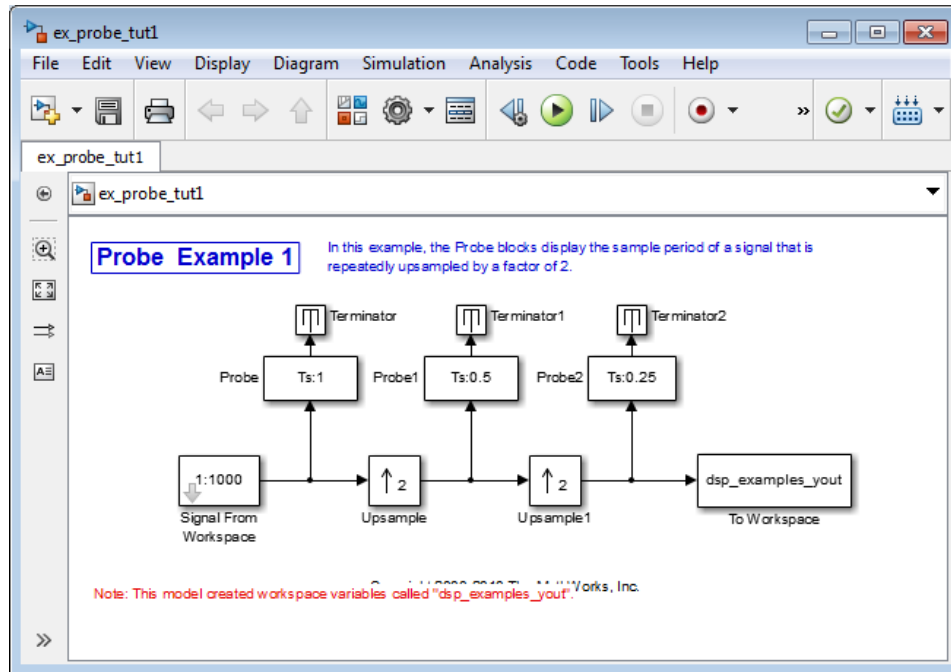 ex_probe_tut1
File Edit View Display Diagram Simulation Analysis Code Tools Help
»
ex_probe_tut1
ex_probe_tut1
Probe Example 1
In this example, the Probe blocks display the sample period of a signal that is
repeatedly upsampled by a factor of 2.
Terminator Terminator1 Terminator2
Probe Ts:1 Probe1 Ts:0.5 Probe2 Ts:0.25
1:1000 ↑2 ↑2 dsp_examples_yout
Signal From
Workspace Upsample Upsample1 To Workspace
Works, Inc.
Note: This model created workspace variables called "dsp_examples_yout".
»